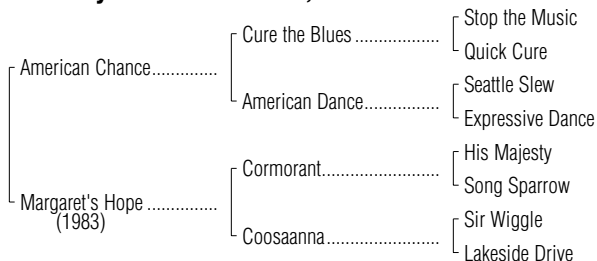 Stop the Music
Cure the Blues
Quick Cure
American Chance
Seattle Slew
American Dance
Expressive Dance
His Majesty
Cormorant
Song Sparrow
Margaret's Hope
(1983)
Sir Wiggle
Coosaanna
Lakeside Drive